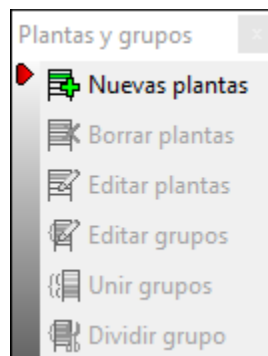 Plantas y grupos
Nuevas plantas
Borrar plantas
Editar plantas
Editar grupos
Unir grupos
Dividir grupo